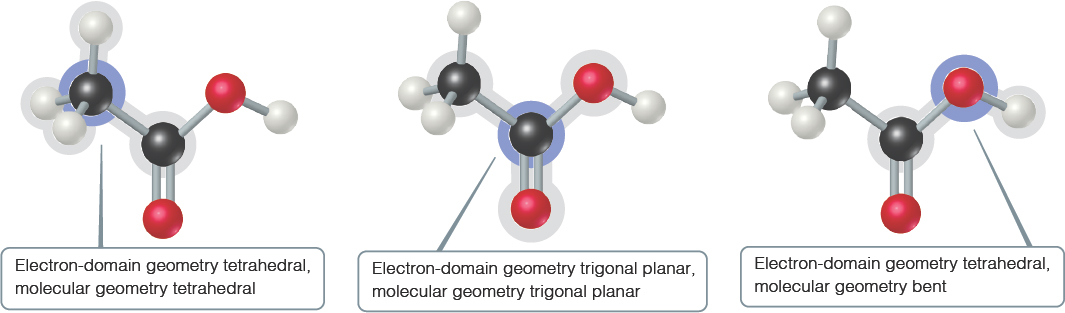 Electron-domain geometry tetrahedral,
molecular geometry tetrahedral
Electron-domain geometry trigonal planar,
molecular geometry trigonal planar
Electron-domain geometry tetrahedral,
molecular geometry bent